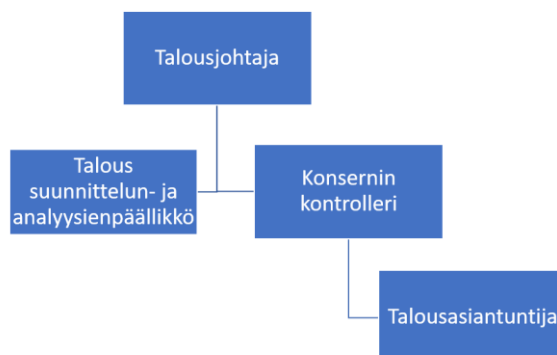 Talousjohtaja
Talous
suunnittelun- ja
analyysienpäällikkö
Konsernin
kontrolleri
Talousasiantuntija